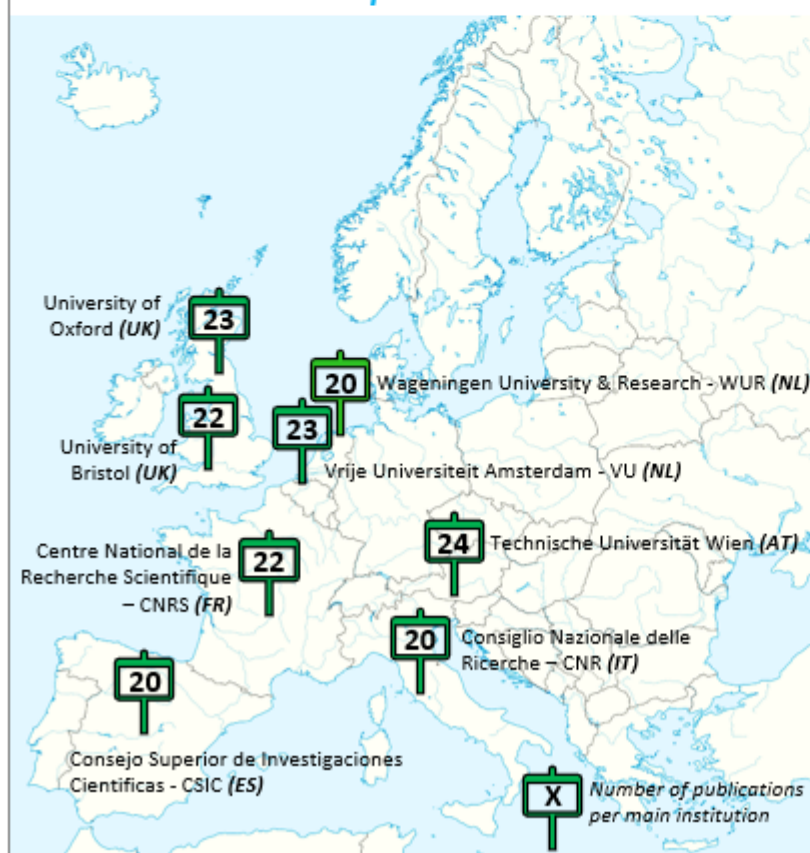 University of
Oxford (UK)
23
20
Wageningen University & Research - WUR (NL)
22
23
University of
Bristol (UK)
Vrije Universiteit Amsterdam - VU (NL)
Centre National de la
Recherche Scientifique
– CNRS (FR)
22
24
Technische Universität Wien (AT)
20
Consiglio Nazionale delle
Ricerche – CNR (IT)
20
Consejo Superior de Investigaciones
Cientificas - CSIC (ES)
X
Number of publications
per main institution